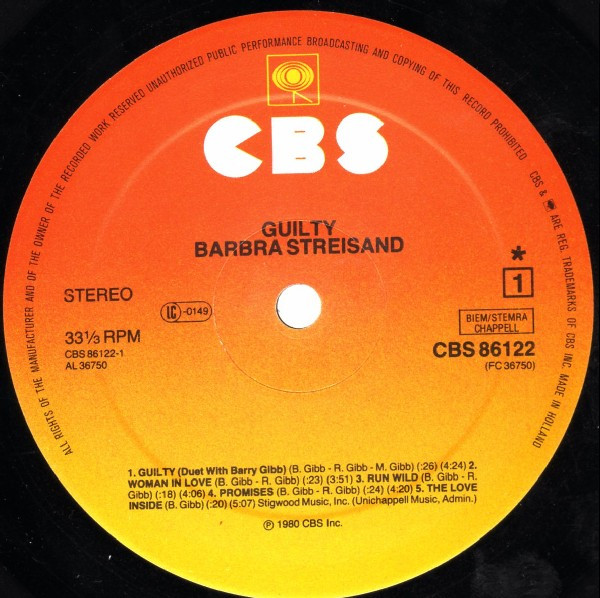 ALL RIGHTS OF THE MANUFACTURER AND OF THE OWNER OF THE RECORDED WORK RESERVED UNAUTHORIZED PUBLIC PERFORMANCE BROADCASTING AND COPYING OF THIS RECORD PROHIBITED
CBS & ARE REG. TRADEMARKS OF CBS INC. MADE IN HOLLAND
CBS
GUILTY
BARBRA STREISAND
*
1
STEREO
LC -0149
BIEM/STEMRA
CHAPPELL
33⅓ RPM
CBS 86122-1
AL 36750
CBS 86122
(FC 36750)
1. GUILTY (Duet With Barry Gibb) (B. Gibb - R. Gibb - M. Gibb) (:26) (4:24) 2.
WOMAN IN LOVE (B. Gibb - R. Gibb) (:23) (3:51) 3. RUN WILD (B. Gibb - R.
Gibb) (:18) (4:06) 4. PROMISES (B. Gibb - R. Gibb) (:24) (4:20) 5. THE LOVE
INSIDE (B. Gibb) (:20) (5:07) Stigwood Music, Inc. (Unichappell Music, Admin.)
℗ 1980 CBS Inc.